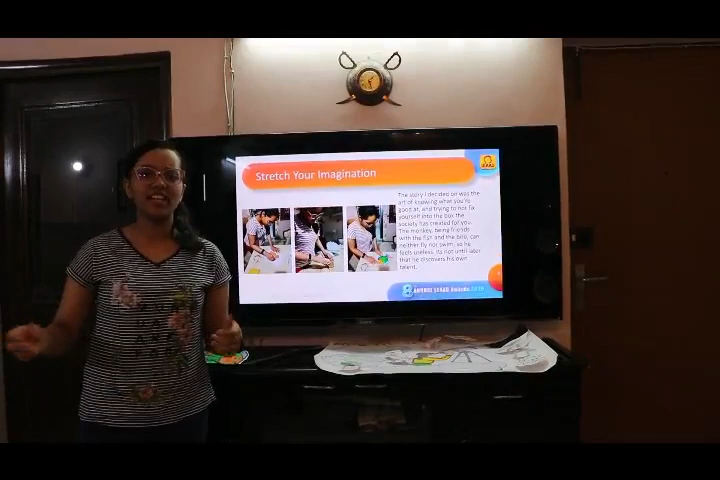 Stretch Your Imagination
The story I decided on was the
art of knowing what you're
good at, and trying to not fix
yourself into the box the
society has created for you.
The monkey, being friends
with the fish and the bird, can
neither fly nor swim, so he
feels useless. Its not until later
that he discovers his own
talent.